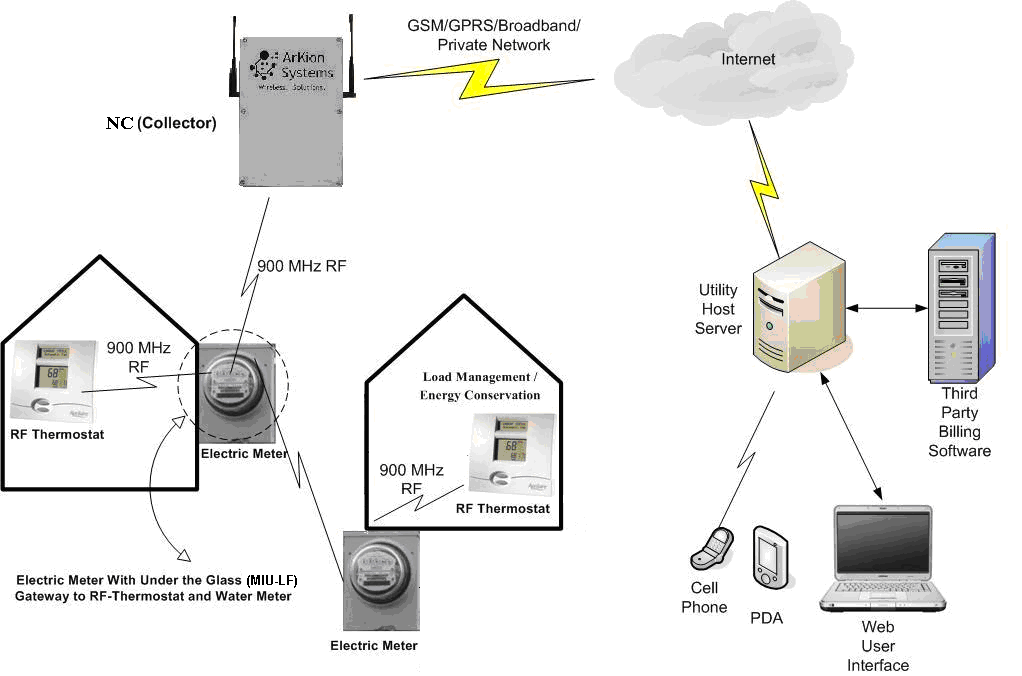 GSM/GPRS/Broadband/
Private Network
Internet
ArKion
Systems
Wireless. Solutions.
NC (Collector)
900 MHz RF
900 MHz
RF
68
RF Thermostat
Electric Meter
Load Management /
Energy Conservation
900 MHz
RF
68
RF Thermostat
Electric Meter
Electric Meter With Under the Glass (MIU-LF)
Gateway to RF-Thermostat and Water Meter
Utility
Host
Server
Third
Party
Billing
Software
Cell
Phone
PDA
Web
User
Interface